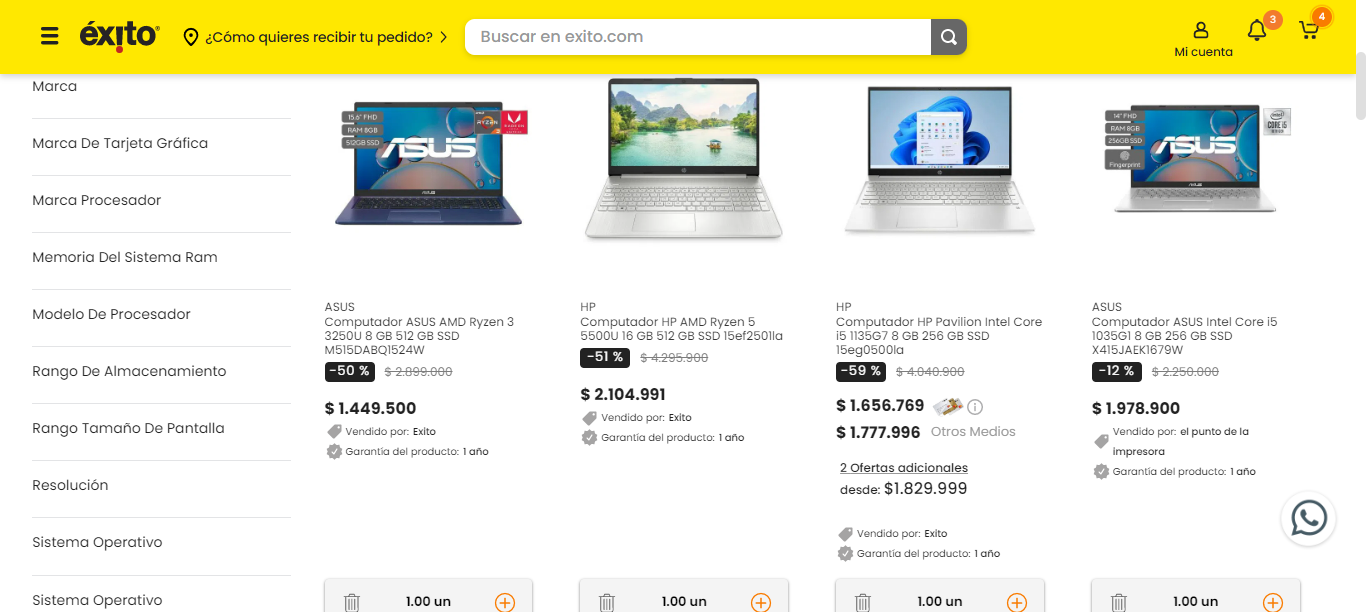 éxito
¿Cómo quieres recibir tu pedido?
Buscar en exito.com
Mi cuenta
3
4
Marca
Marca De Tarjeta Gráfica
Marca Procesador
Memoria Del Sistema Ram
Modelo De Procesador
Rango De Almacenamiento
Rango Tamaño De Pantalla
Resolución
Sistema Operativo
Sistema Operativo
15.6" FHD
RAM 8GB
512GB SSD
ASUS
RYZEN
ASUS
Computador ASUS AMD Ryzen 3
3250U 8 GB 512 GB SSD
M515DABQ1524W
-50 % $ 2.899.000
$ 1.449.500
Vendido por: Exito
Garantía del producto: 1 año
1.00 un
HP
Computador HP AMD Ryzen 5
5500U 16 GB 512 GB SSD 15ef2501la
-51 % $ 4.295.900
$ 2.104.991
Vendido por: Exito
Garantía del producto: 1 año
1.00 un
HP
Computador HP Pavilion Intel Core
i5 1135G7 8 GB 256 GB SSD
15eg0500la
-59 % $ 4.040.900
$ 1.656.769
$ 1.777.996 Otros Medios
2 Ofertas adicionales
desde: $1.829.999
Vendido por: Exito
Garantía del producto: 1 año
1.00 un
14" FHD
RAM 8GB
256GB SSD
Fingerprint
ASUS
intel
CORE i5
ASUS
Computador ASUS Intel Core i5
1035G1 8 GB 256 GB SSD
X415JAEK1679W
-12 % $ 2.250.000
$ 1.978.900
Vendido por: el punto de la
impresora
Garantía del producto: 1 año
1.00 un